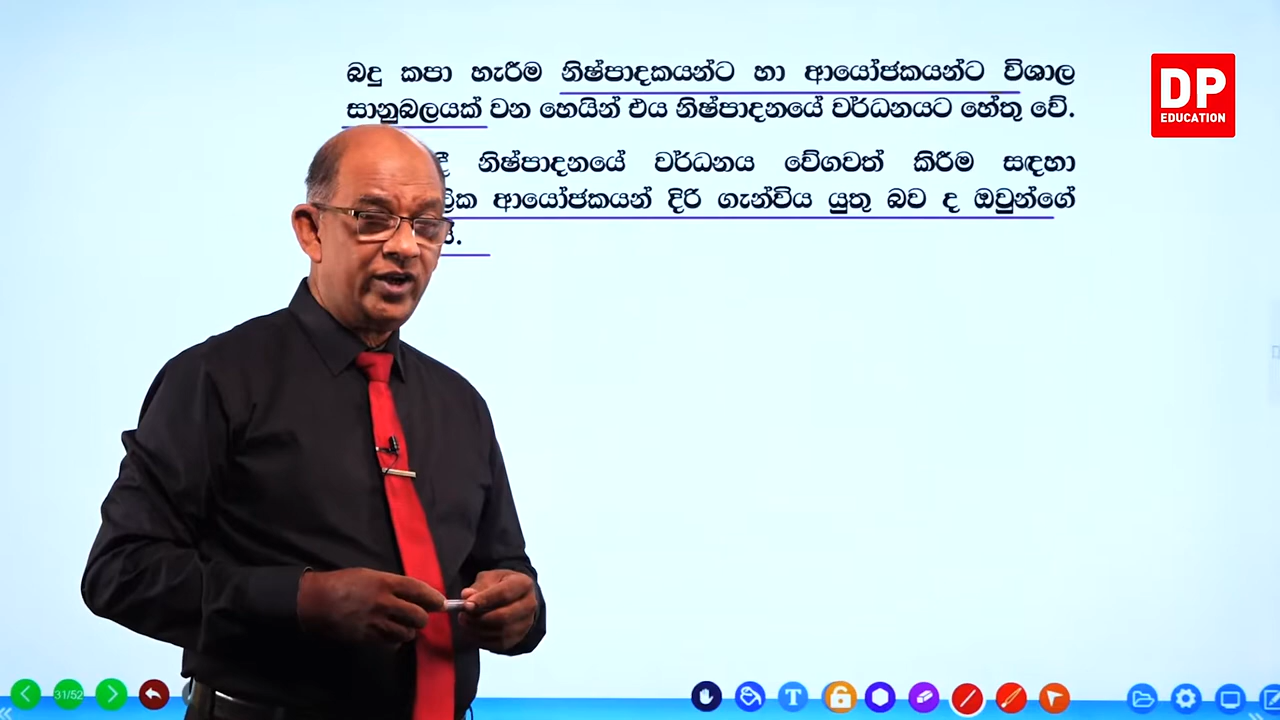 බදු කපා හැරීම නිෂ්පාදකයන්ට හා ආයෝජකයන්ට විශාල
සානුබලයක් වන හෙයින් එය නිෂ්පාදනයේ වර්ධනයට හේතු වේ.
නිෂ්පාදනයේ වර්ධනය වේගවත් කිරීම සඳහා
ආයෝජකයන් දිරි ගැන්විය යුතු බව ද ඔවුන්ගේ
DP
EDUCATION
31/52